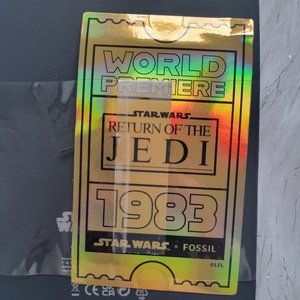 WORLD
PREMIERE
STAR WARS
RETURN OF THE
JEDI
1983
STAR WARS × FOSSIL
©LFL